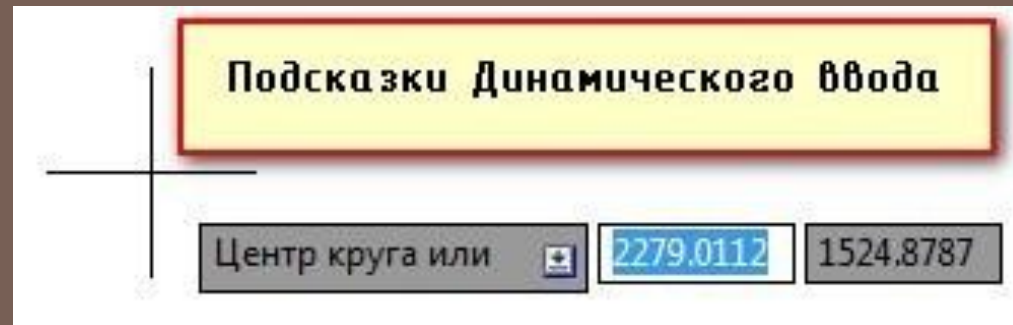 Подсказки Динамического ввода
Центр круга или 2279.0112 1524.8787